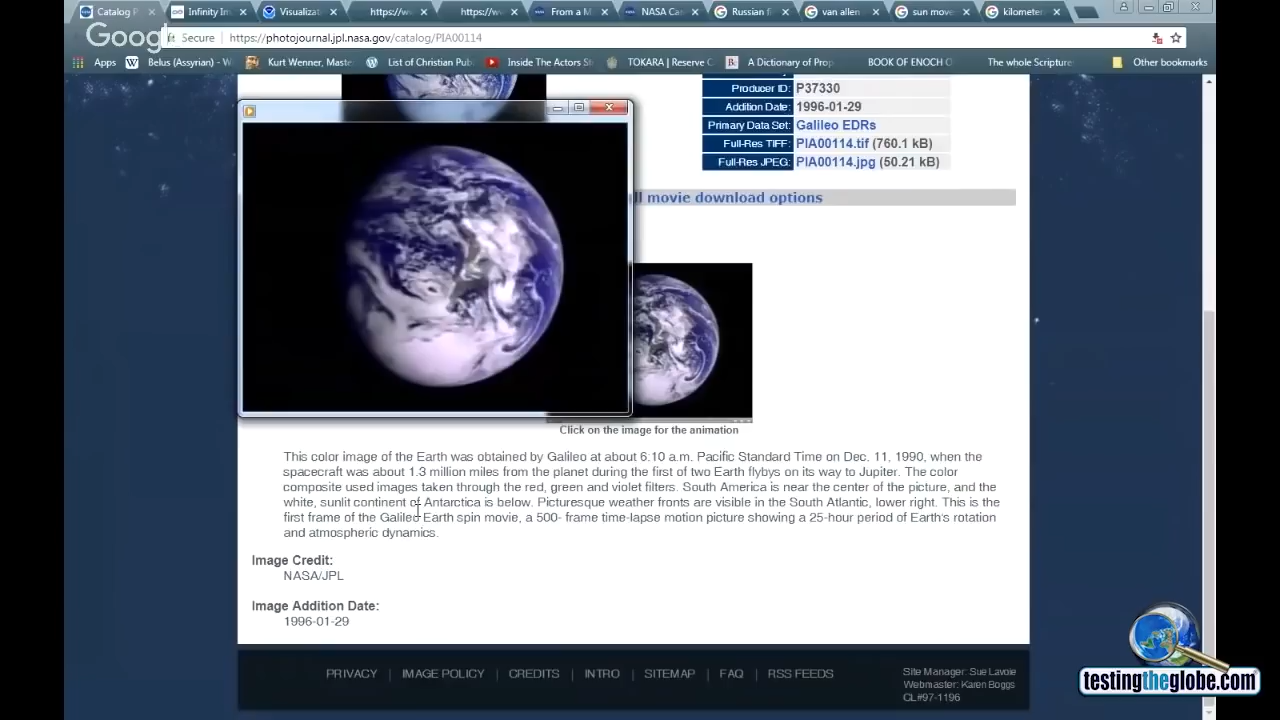 Catalog P
Infinity Im
Visualizat
https://w
https://w
From a M
NASA Ca
Russian fi
van allen
sun move
kilomete
Googl
Secure
https://photojournal.jpl.nasa.gov/catalog/PIA00114
Apps
Belus (Assyrian) - W
Kurt Wenner, Maste
List of Christian Pub
Inside The Actors St
TOKARA | Reserve C
A Dictionary of Prop
BOOK OF ENOCH O
The whole Scripture
Other bookmarks
Producer ID: P37330
Addition Date: 1996-01-29
Primary Data Set: Galileo EDRs
Full-Res TIFF: PIA00114.tif (760.1 kB)
Full-Res JPEG: PIA00114.jpg (50.21 kB)
ll movie download options
Click on the image for the animation
This color image of the Earth was obtained by Galileo at about 6:10 a.m. Pacific Standard Time on Dec. 11, 1990, when the
spacecraft was about 1.3 million miles from the planet during the first of two Earth flybys on its way to Jupiter. The color
composite used images taken through the red, green and violet filters. South America is near the center of the picture, and the
white, sunlit continent of Antarctica is below. Picturesque weather fronts are visible in the South Atlantic, lower right. This is the
first frame of the Galileo Earth spin movie, a 500- frame time-lapse motion picture showing a 25-hour period of Earth's rotation
and atmospheric dynamics.
Image Credit:
NASA/JPL
Image Addition Date:
1996-01-29
PRIVACY | IMAGE POLICY | CREDITS | INTRO | SITEMAP | FAQ | RSS FEEDS
Site Manager: Sue Lavoie
Webmaster: Karen Boggs
CL#97-1196
testingtheglobe.com